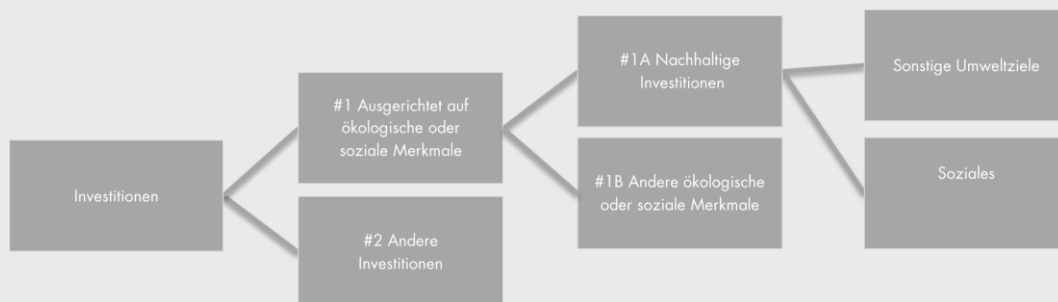 Investitionen
#1 Ausgerichtet auf
ökologische oder
soziale Merkmale
#2 Andere
Investitionen
#1A Nachhaltige
Investitionen
#1B Andere ökologische
oder soziale Merkmale
Sonstige Umweltziele
Soziales